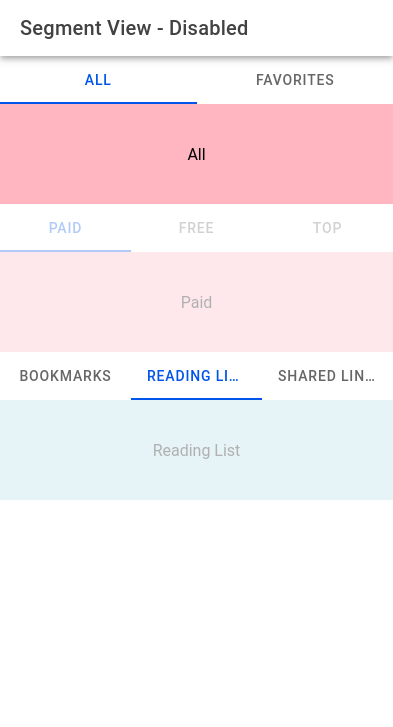 Segment View - Disabled
ALL FAVORITES
All
PAID FREE TOP
Paid
BOOKMARKS READING LI… SHARED LIN…
Reading List